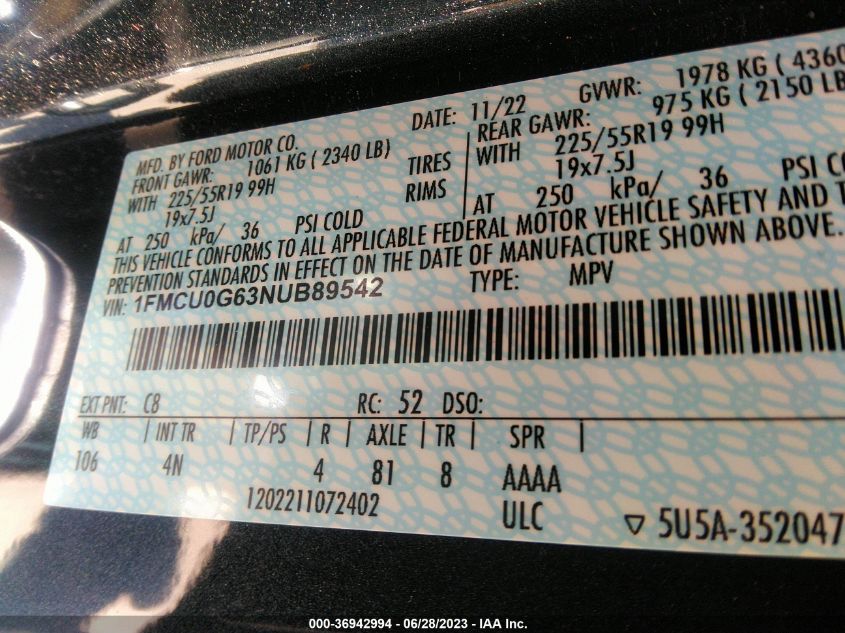 MFD. BY FORD MOTOR CO.
DATE: 11/22 GVWR: 1978 KG ( 4360
FRONT GAWR: 1061 KG ( 2340 LB) REAR GAWR: 975 KG ( 2150 LB
WITH 225/55R19 99H TIRES WITH 225/55R19 99H
19x7.5J RIMS 19x7.5J
AT 250 kPa/ 36 PSI COLD AT 250 kPa/ 36 PSI CO
THIS VEHICLE CONFORMS TO ALL APPLICABLE FEDERAL MOTOR VEHICLE SAFETY AND T
PREVENTION STANDARDS IN EFFECT ON THE DATE OF MANUFACTURE SHOWN ABOVE.
VIN: 1FMCU0G63NUB89542 TYPE: MPV
EXT PNT: C8 RC: 52 DSO:
WB | INT TR | TP/PS | R | AXLE | TR | SPR |
106 4N 4 81 8 AAAA
1202211072402 ULC ▽ 5U5A-352047
000-36942994 - 06/28/2023 - IAA Inc.